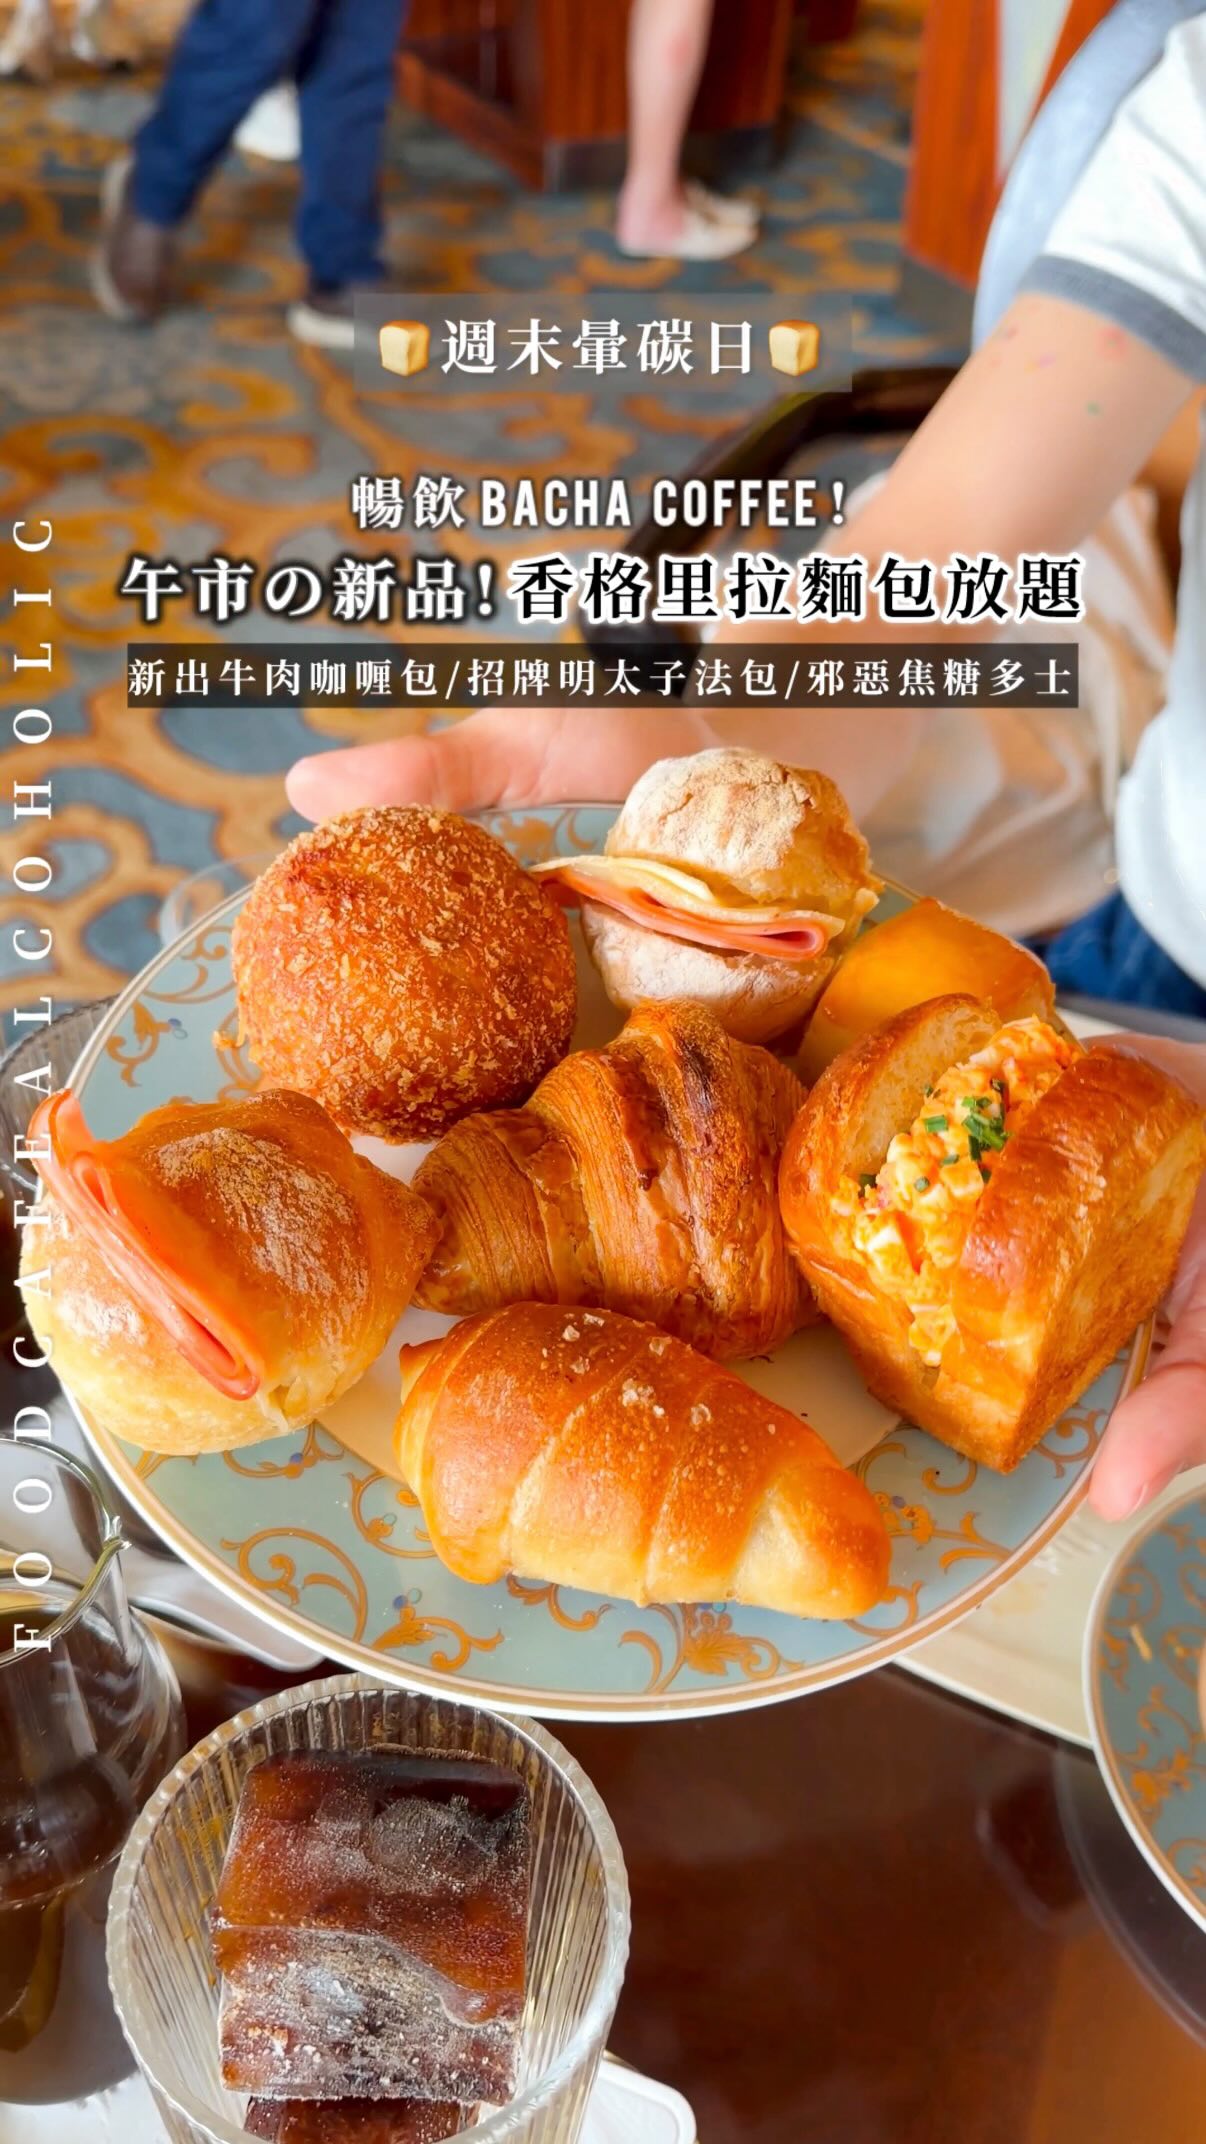 週末暈碳日
暢飲 BACHA COFFEE!
午市の新品!香格里拉麵包放題
新出牛肉咖喱包/招牌明太子法包/邪惡焦糖多士
FOODCAFEALCOHOLIC